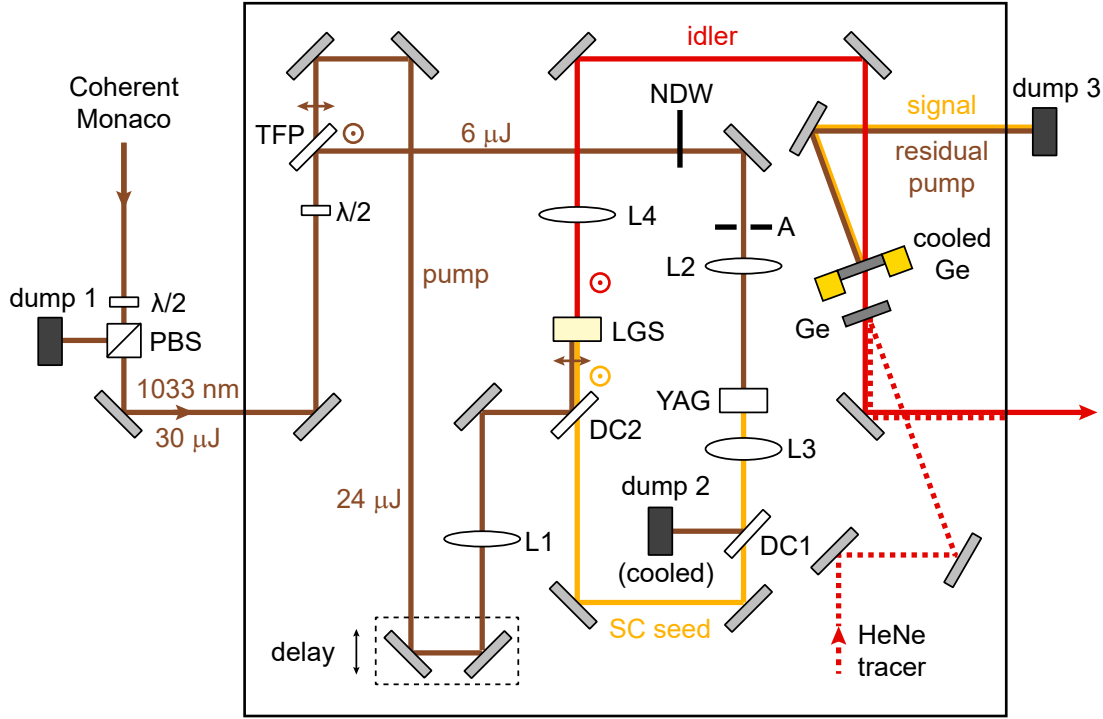 Coherent
Monaco
dump 1
λ/2
PBS
1033 nm
30 μJ
TFP
λ/2
6 μJ
pump
24 μJ
delay
L1
idler
NDW
L4
A
L2
LGS
DC2
YAG
L3
dump 2
(cooled)
DC1
SC seed
signal
residual
pump
dump 3
cooled
Ge
Ge
HeNe
tracer